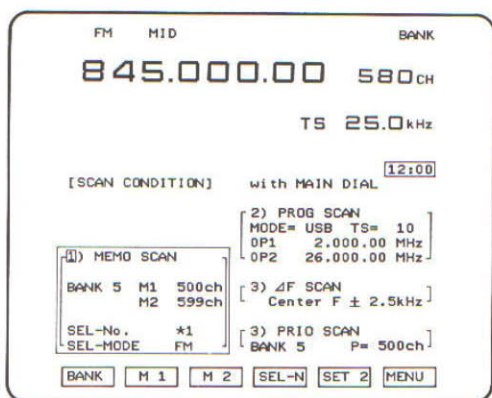 FM MID BANK
845.000.00 580CH
TS 25.0kHz
12:00
[SCAN CONDITION] with MAIN DIAL
2) PROG SCAN
MODE= USB TS= 10
0P1 2.000.00 MHz
0P2 26.000.00 MHz
1) MEMO SCAN
BANK 5 M1 500ch
M2 599ch
SEL-No. *1
SEL-MODE FM
3) ⊿F SCAN
Center F ± 2.5kHz
3) PRIO SCAN
BANK 5 P= 500ch
BANK M 1 M 2 SEL-N SET 2 MENU